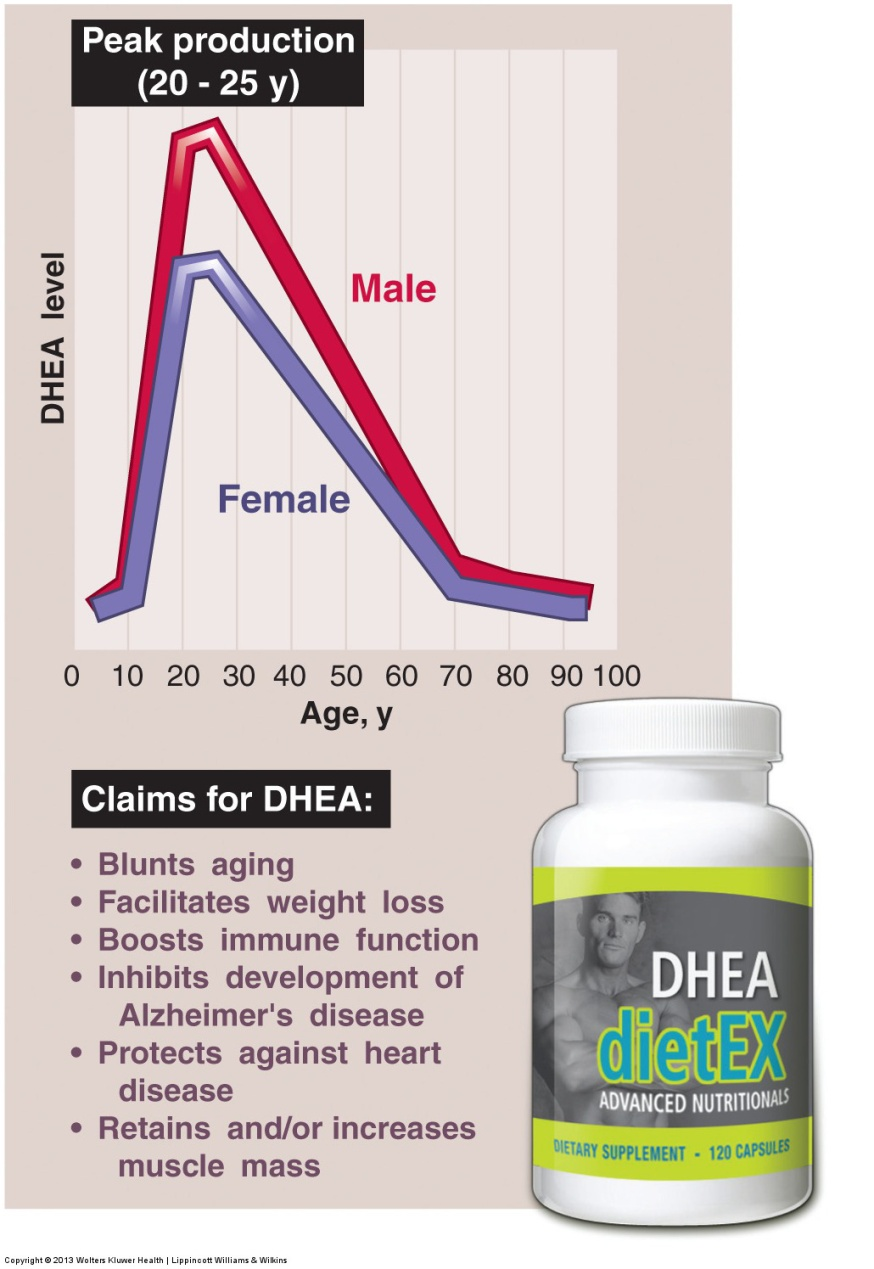 Peak production
(20 - 25 y)
DHEA level
Male
Female
0 10 20 30 40 50 60 70 80 90 100
Age, y
Claims for DHEA:
• Blunts aging
• Facilitates weight loss
• Boosts immune function
• Inhibits development of
Alzheimer's disease
• Protects against heart
disease
• Retains and/or increases
muscle mass
DHEA
dietEX
ADVANCED NUTRITIONALS
DIETARY SUPPLEMENT - 120 CAPSULES
Copyright © 2013 Wolters Kluwer Health | Lippincott Williams & Wilkins